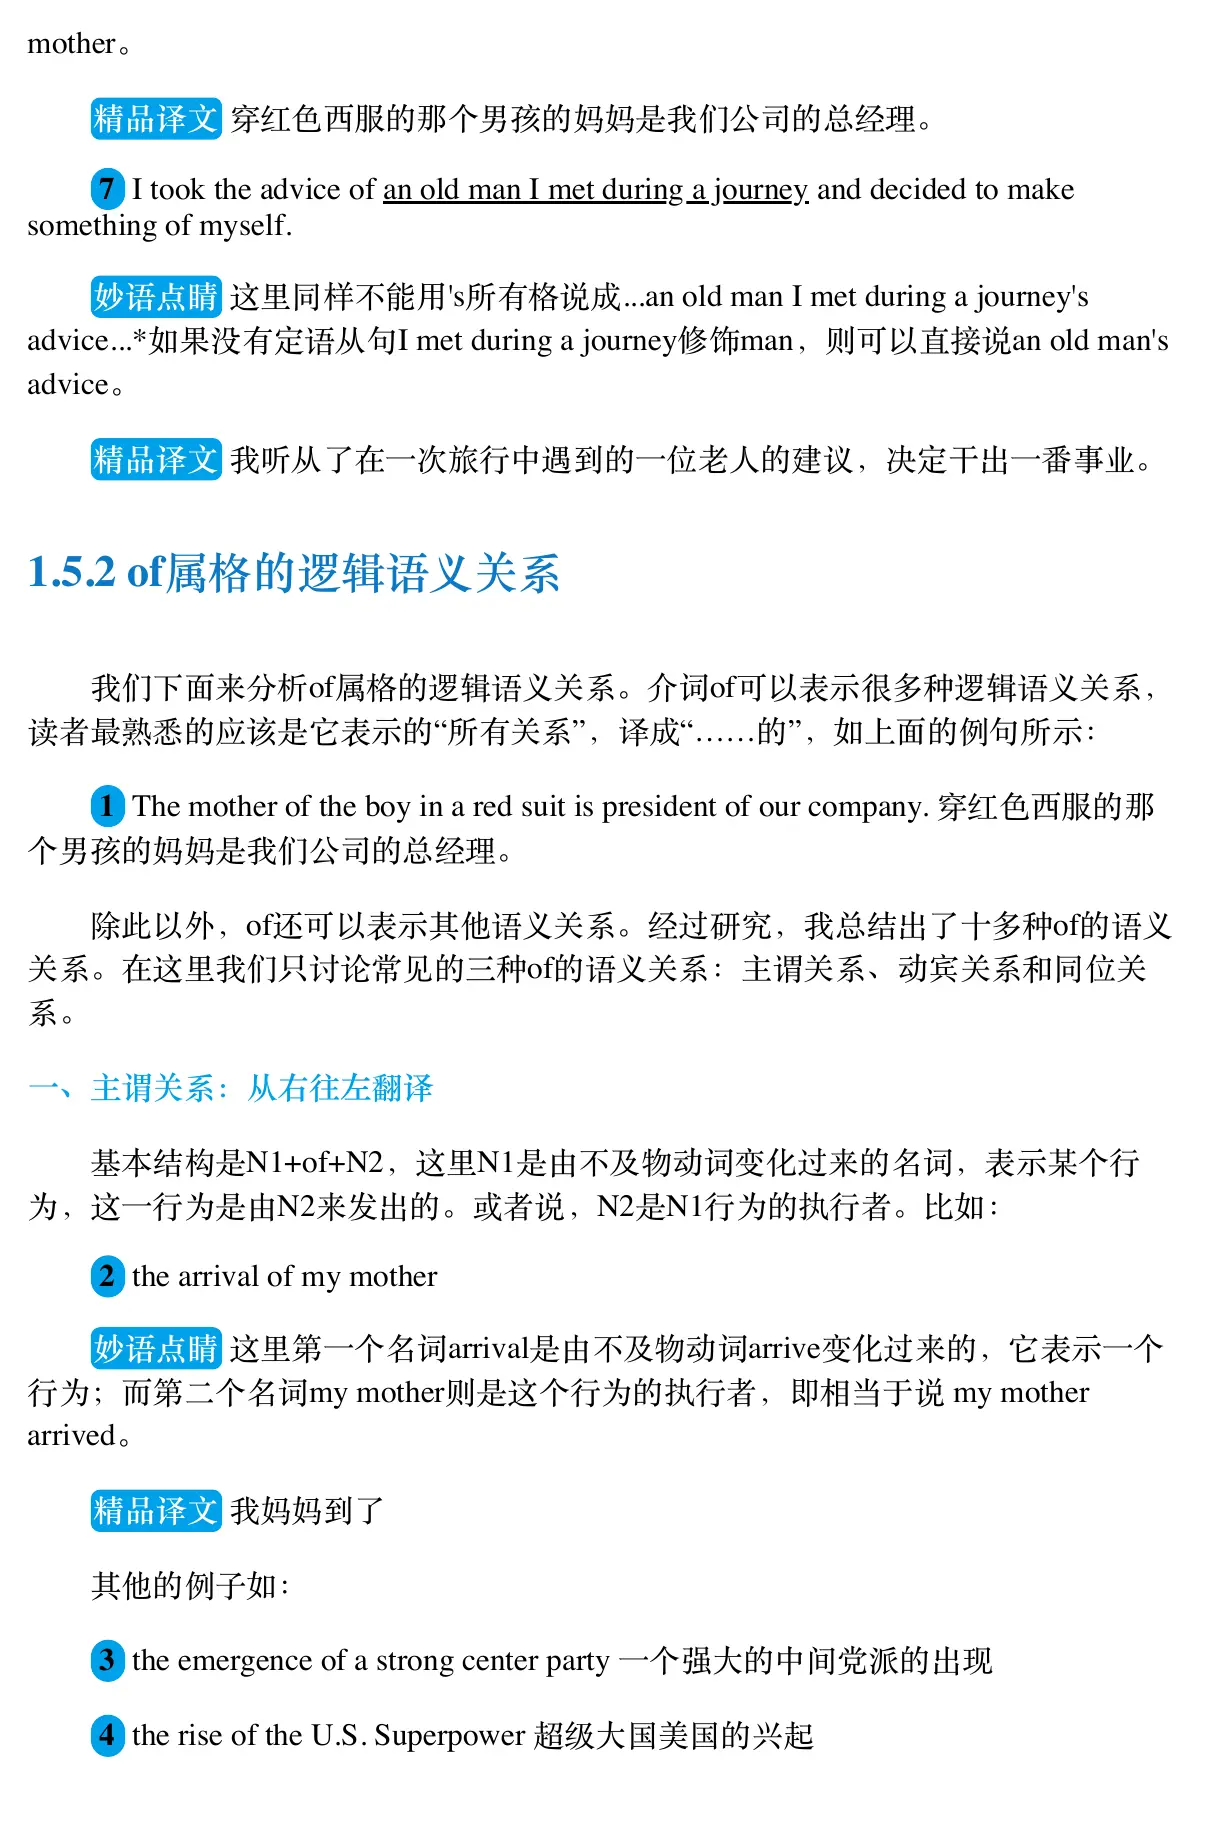 mother。
精品译文 穿红色西服的那个男孩的妈妈是我们公司的总经理。
7 I took the advice of an old man I met during a journey and decided to make
something of myself.
妙语点睛 这里同样不能用's所有格说成...an old man I met during a journey's
advice...*如果没有定语从句I met during a journey修饰man，则可以直接说an old man's
advice。
精品译文 我听从了在一次旅行中遇到的一位老人的建议，决定干出一番事业。
1.5.2 of属格的逻辑语义关系
我们下面来分析of属格的逻辑语义关系。介词of可以表示很多种逻辑语义关系，
读者最熟悉的应该是它表示的“所有关系”，译成“……的”，如上面的例句所示：
1 The mother of the boy in a red suit is president of our company. 穿红色西服的那
个男孩的妈妈是我们公司的总经理。
除此以外，of还可以表示其他语义关系。经过研究，我总结出了十多种of的语义
关系。在这里我们只讨论常见的三种of的语义关系：主谓关系、动宾关系和同位关
系。
一、主谓关系：从右往左翻译
基本结构是N1+of+N2，这里N1是由不及物动词变化过来的名词，表示某个行
为，这一行为是由N2来发出的。或者说，N2是N1行为的执行者。比如：
2 the arrival of my mother
妙语点睛 这里第一个名词arrival是由不及物动词arrive变化过来的，它表示一个
行为；而第二个名词my mother则是这个行为的执行者，即相当于说 my mother
arrived。
精品译文 我妈妈到了
其他的例子如：
3 the emergence of a strong center party 一个强大的中间党派的出现
4 the rise of the U.S. Superpower 超级大国美国的兴起